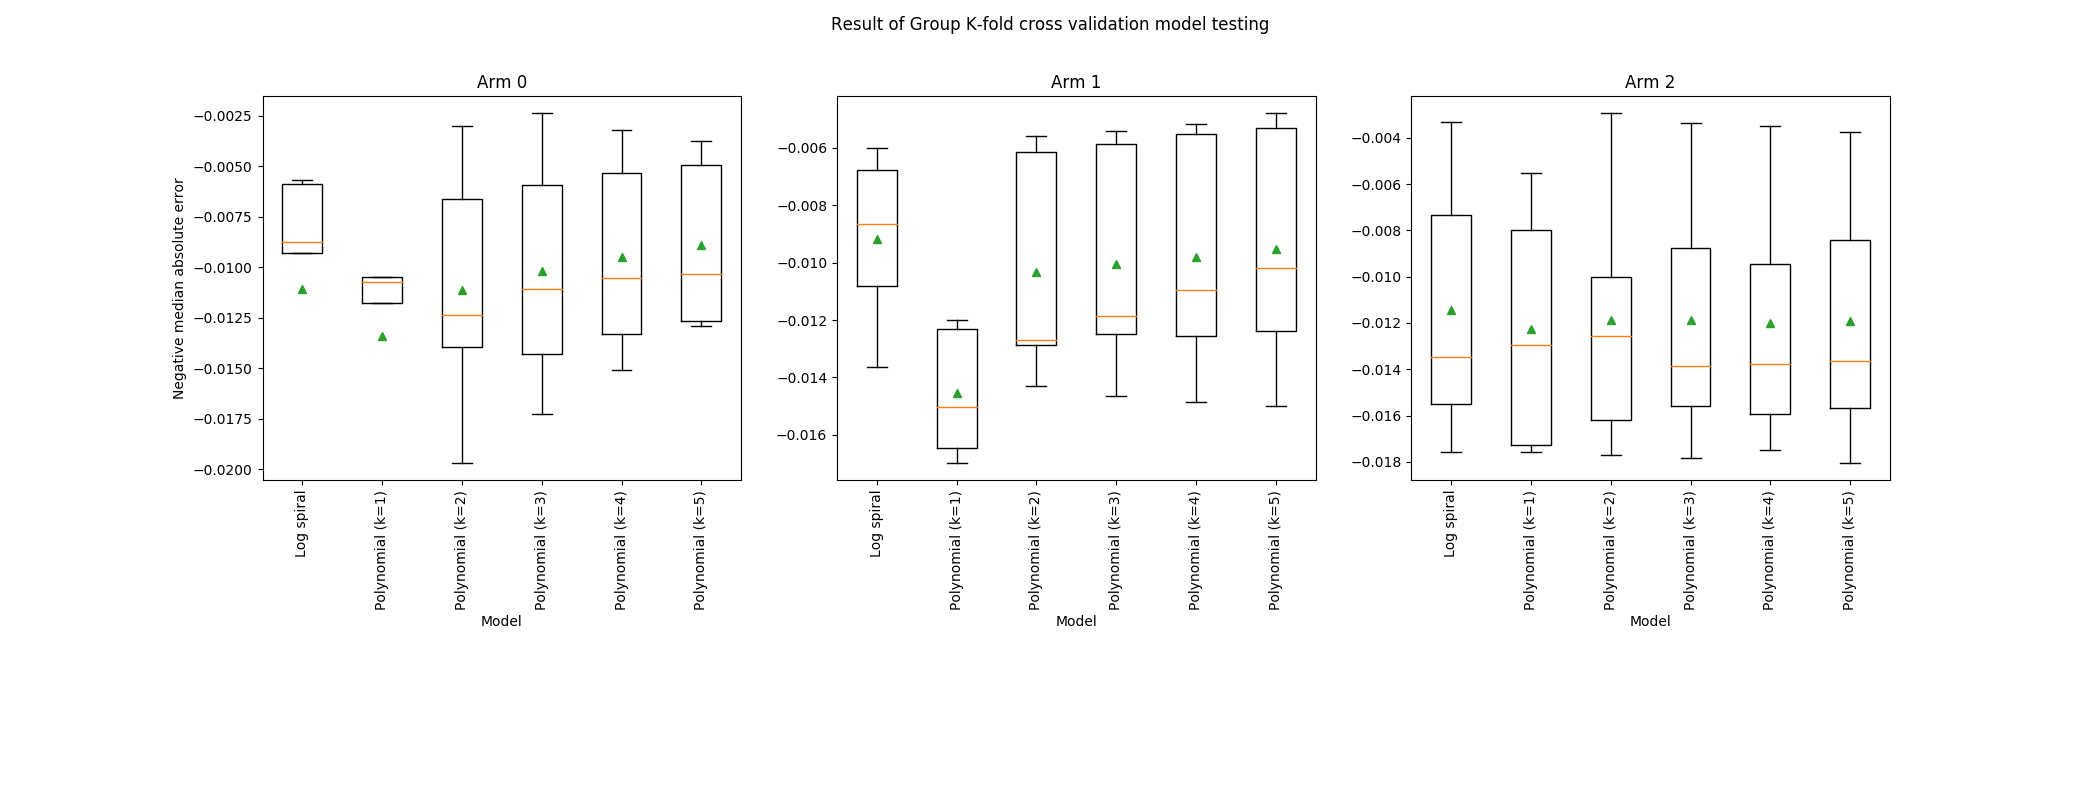 Result of Group K-fold cross validation model testing
Arm 0
Negative median absolute error
−0.0025
−0.0050
−0.0075
−0.0100
−0.0125
−0.0150
−0.0175
−0.0200
Log spiral
Polynomial (k=1)
Polynomial (k=2)
Polynomial (k=3)
Polynomial (k=4)
Polynomial (k=5)
Model
Arm 1
−0.006
−0.008
−0.010
−0.012
−0.014
−0.016
Log spiral
Polynomial (k=1)
Polynomial (k=2)
Polynomial (k=3)
Polynomial (k=4)
Polynomial (k=5)
Model
Arm 2
−0.004
−0.006
−0.008
−0.010
−0.012
−0.014
−0.016
−0.018
Log spiral
Polynomial (k=1)
Polynomial (k=2)
Polynomial (k=3)
Polynomial (k=4)
Polynomial (k=5)
Model